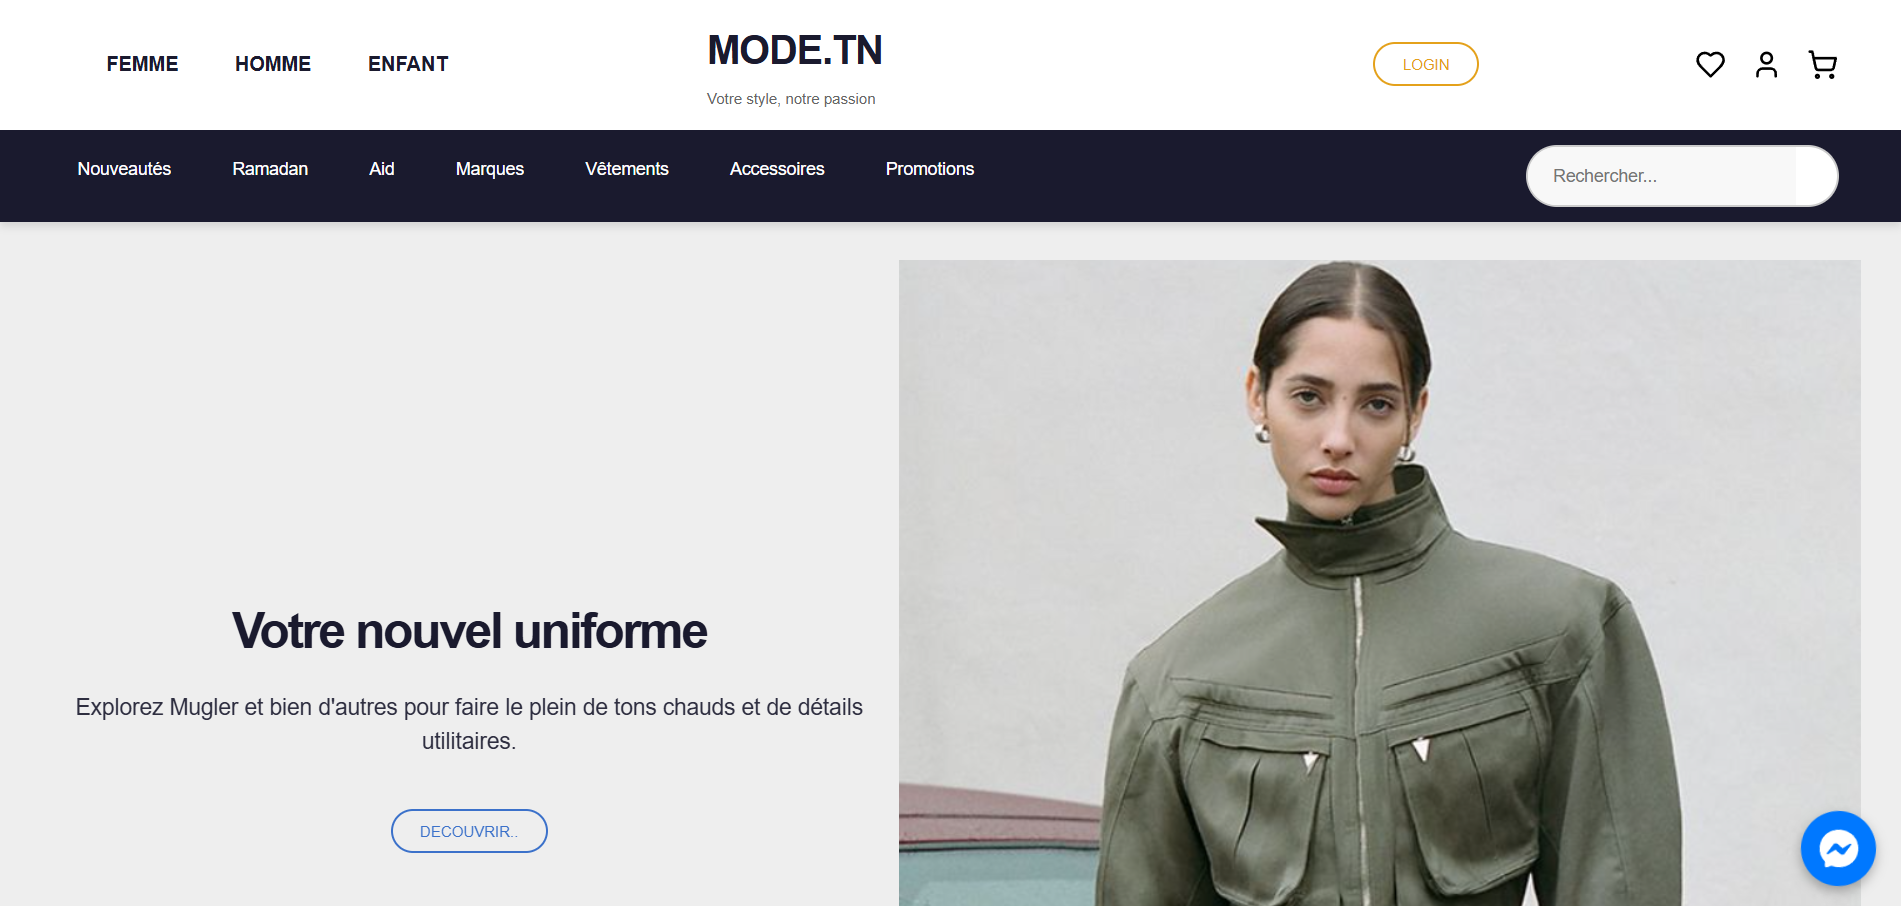 FEMME HOMME ENFANT
MODE.TN
Votre style, notre passion
LOGIN
Nouveautés Ramadan Aid Marques Vêtements Accessoires Promotions
Rechercher...
Votre nouvel uniforme
Explorez Mugler et bien d'autres pour faire le plein de tons chauds et de détails
utilitaires.
DECOUVRIR..